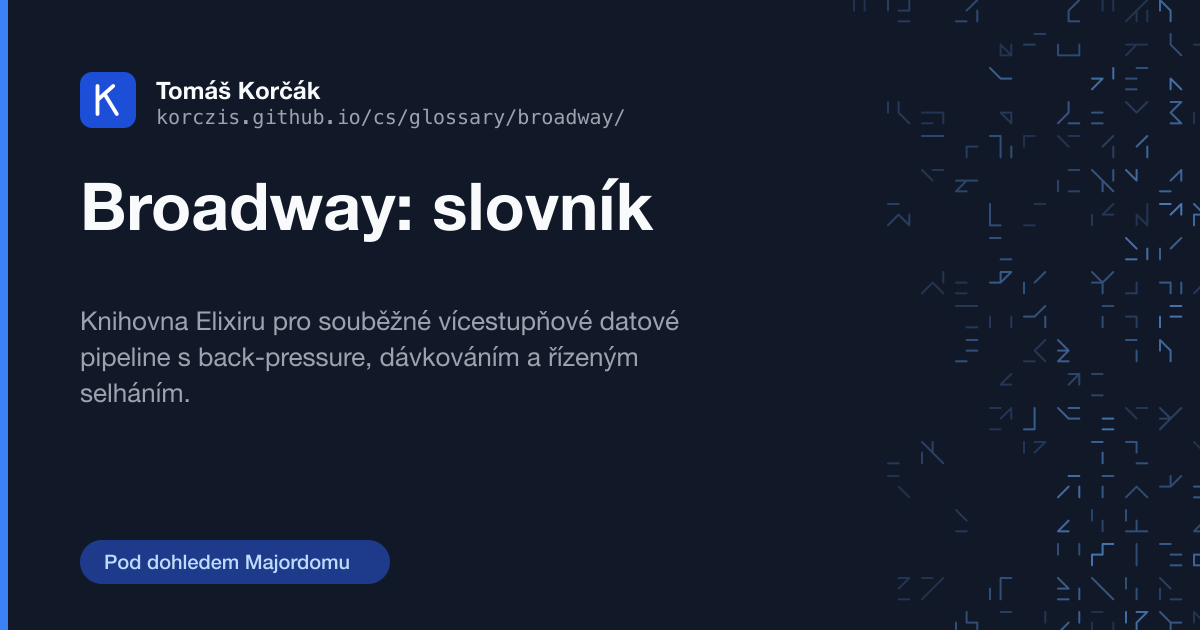 Tomáš Korčák
korczis.github.io/cs/glossary/broadway/
Broadway: slovník
Knihovna Elixiru pro souběžné vícestupňové datové
pipeline s back-pressure, dávkováním a řízeným
selháním.
Pod dohledem Majordomu